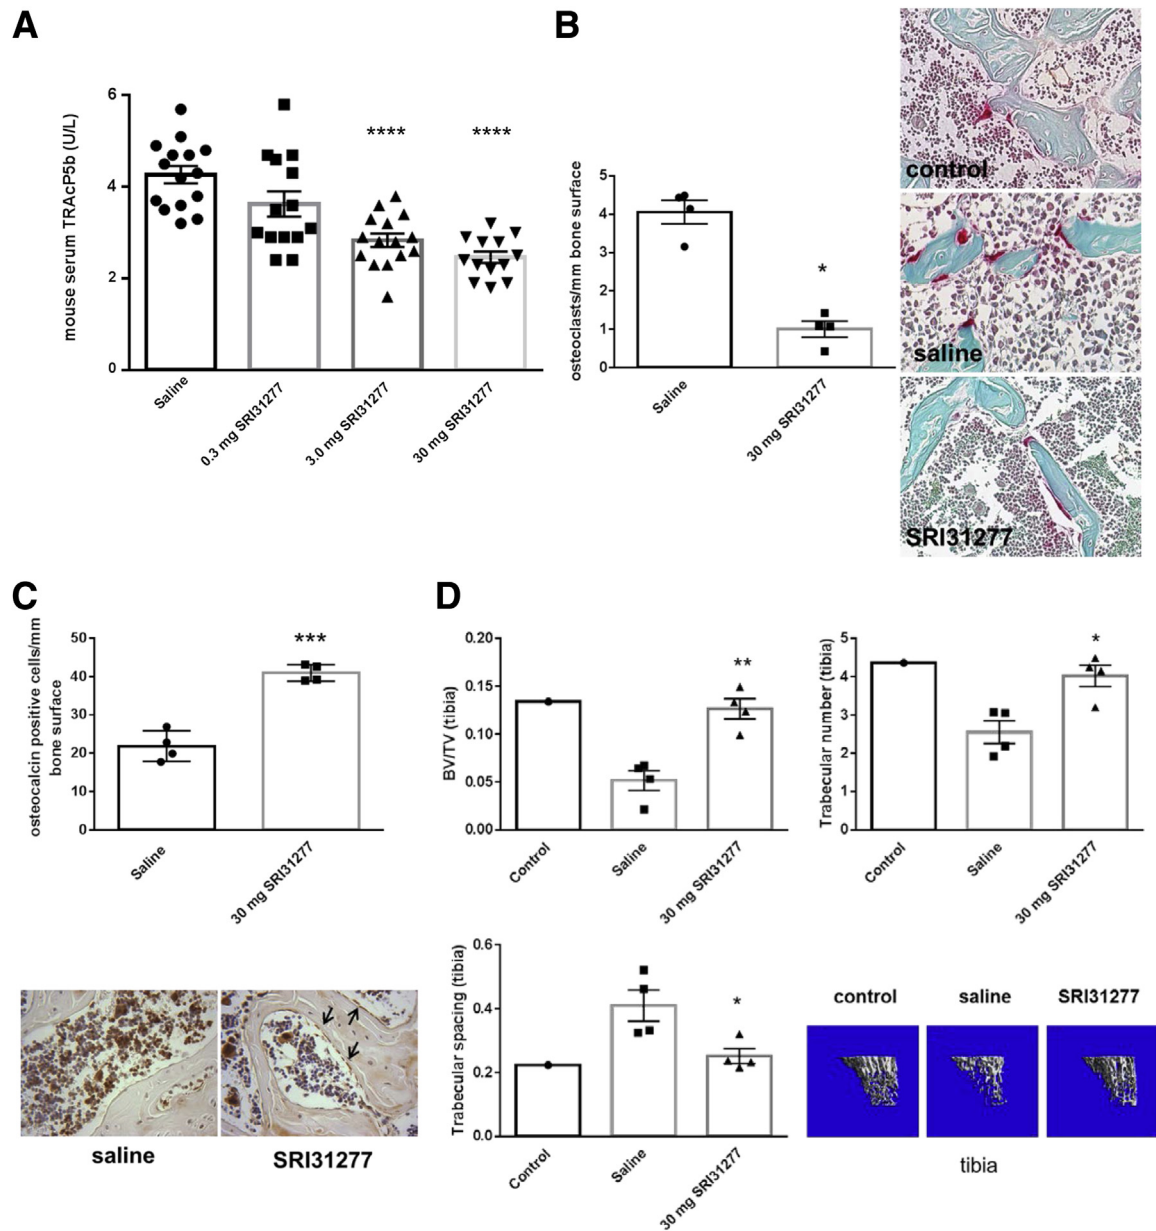 A
mouse serum TRAcP5b (U/L)
6
4
2
0
****
****
Saline
0.3 mg SRI31277
3.0 mg SRI31277
30 mg SRI31277
B
osteoclasts/mm bone surface
5
4
3
2
1
0
*
Saline
30 mg SRI31277
control
saline
SRI31277
C
osteocalcin positive cells/mm
bone surface
50
40
30
20
10
0
***
Saline
30 mg SRI31277
saline
SRI31277
D
BV/TV (tibia)
0.20
0.15
0.10
0.05
0.00
**
Control
Saline
30 mg SRI31277
Trabecular number (tibia)
5
4
3
2
1
0
*
Control
Saline
30 mg SRI31277
Trabecular spacing (tibia)
0.6
0.4
0.2
0.0
*
Control
Saline
30 mg SRI31277
control
saline
SRI31277
tibia